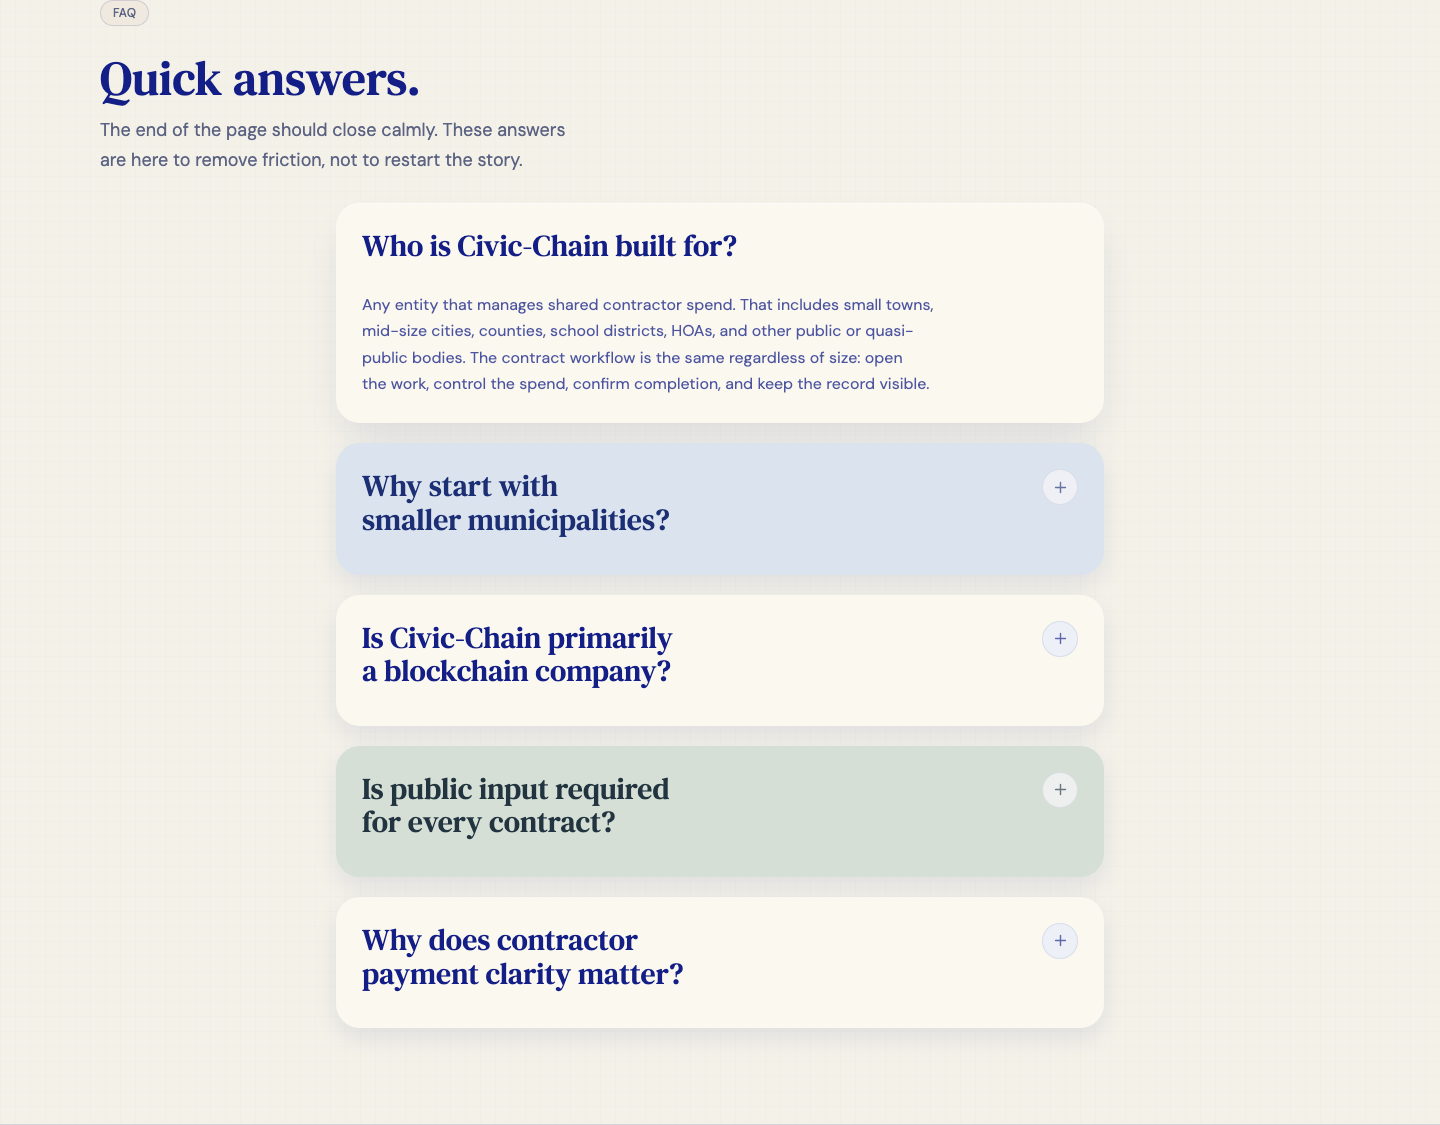 FAQ
Quick answers.
The end of the page should close calmly. These answers
are here to remove friction, not to restart the story.
Who is Civic-Chain built for?
Any entity that manages shared contractor spend. That includes small towns,
mid-size cities, counties, school districts, HOAs, and other public or quasi-
public bodies. The contract workflow is the same regardless of size: open
the work, control the spend, confirm completion, and keep the record visible.
Why start with
smaller municipalities?
Is Civic-Chain primarily
a blockchain company?
Is public input required
for every contract?
Why does contractor
payment clarity matter?